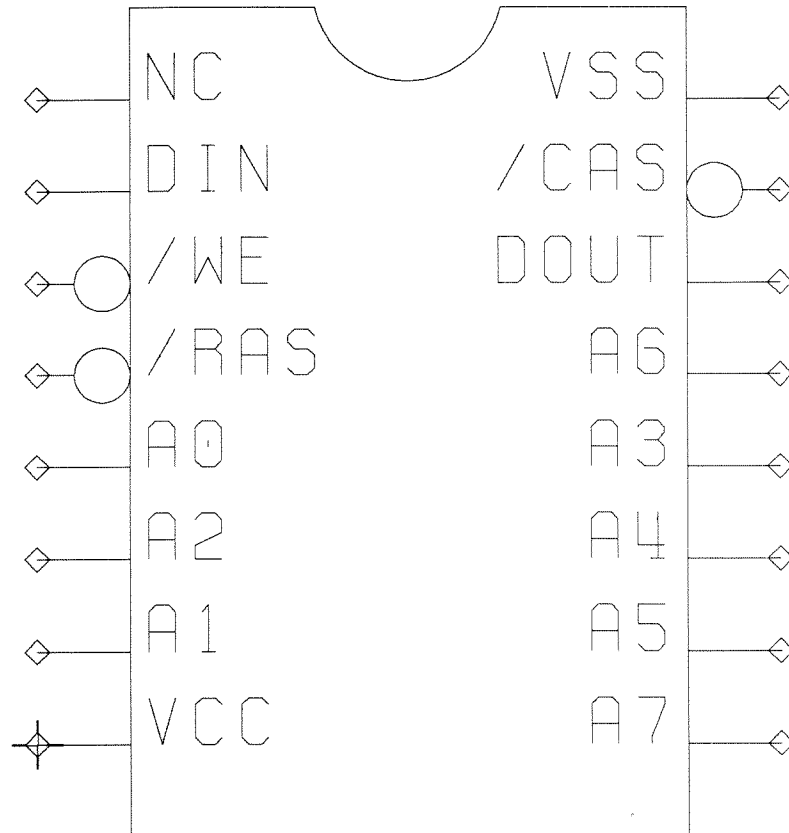 NC VSS
DIN /CAS
/WE DOUT
/RAS A6
A0 A3
A2 A4
A1 A5
VCC A7